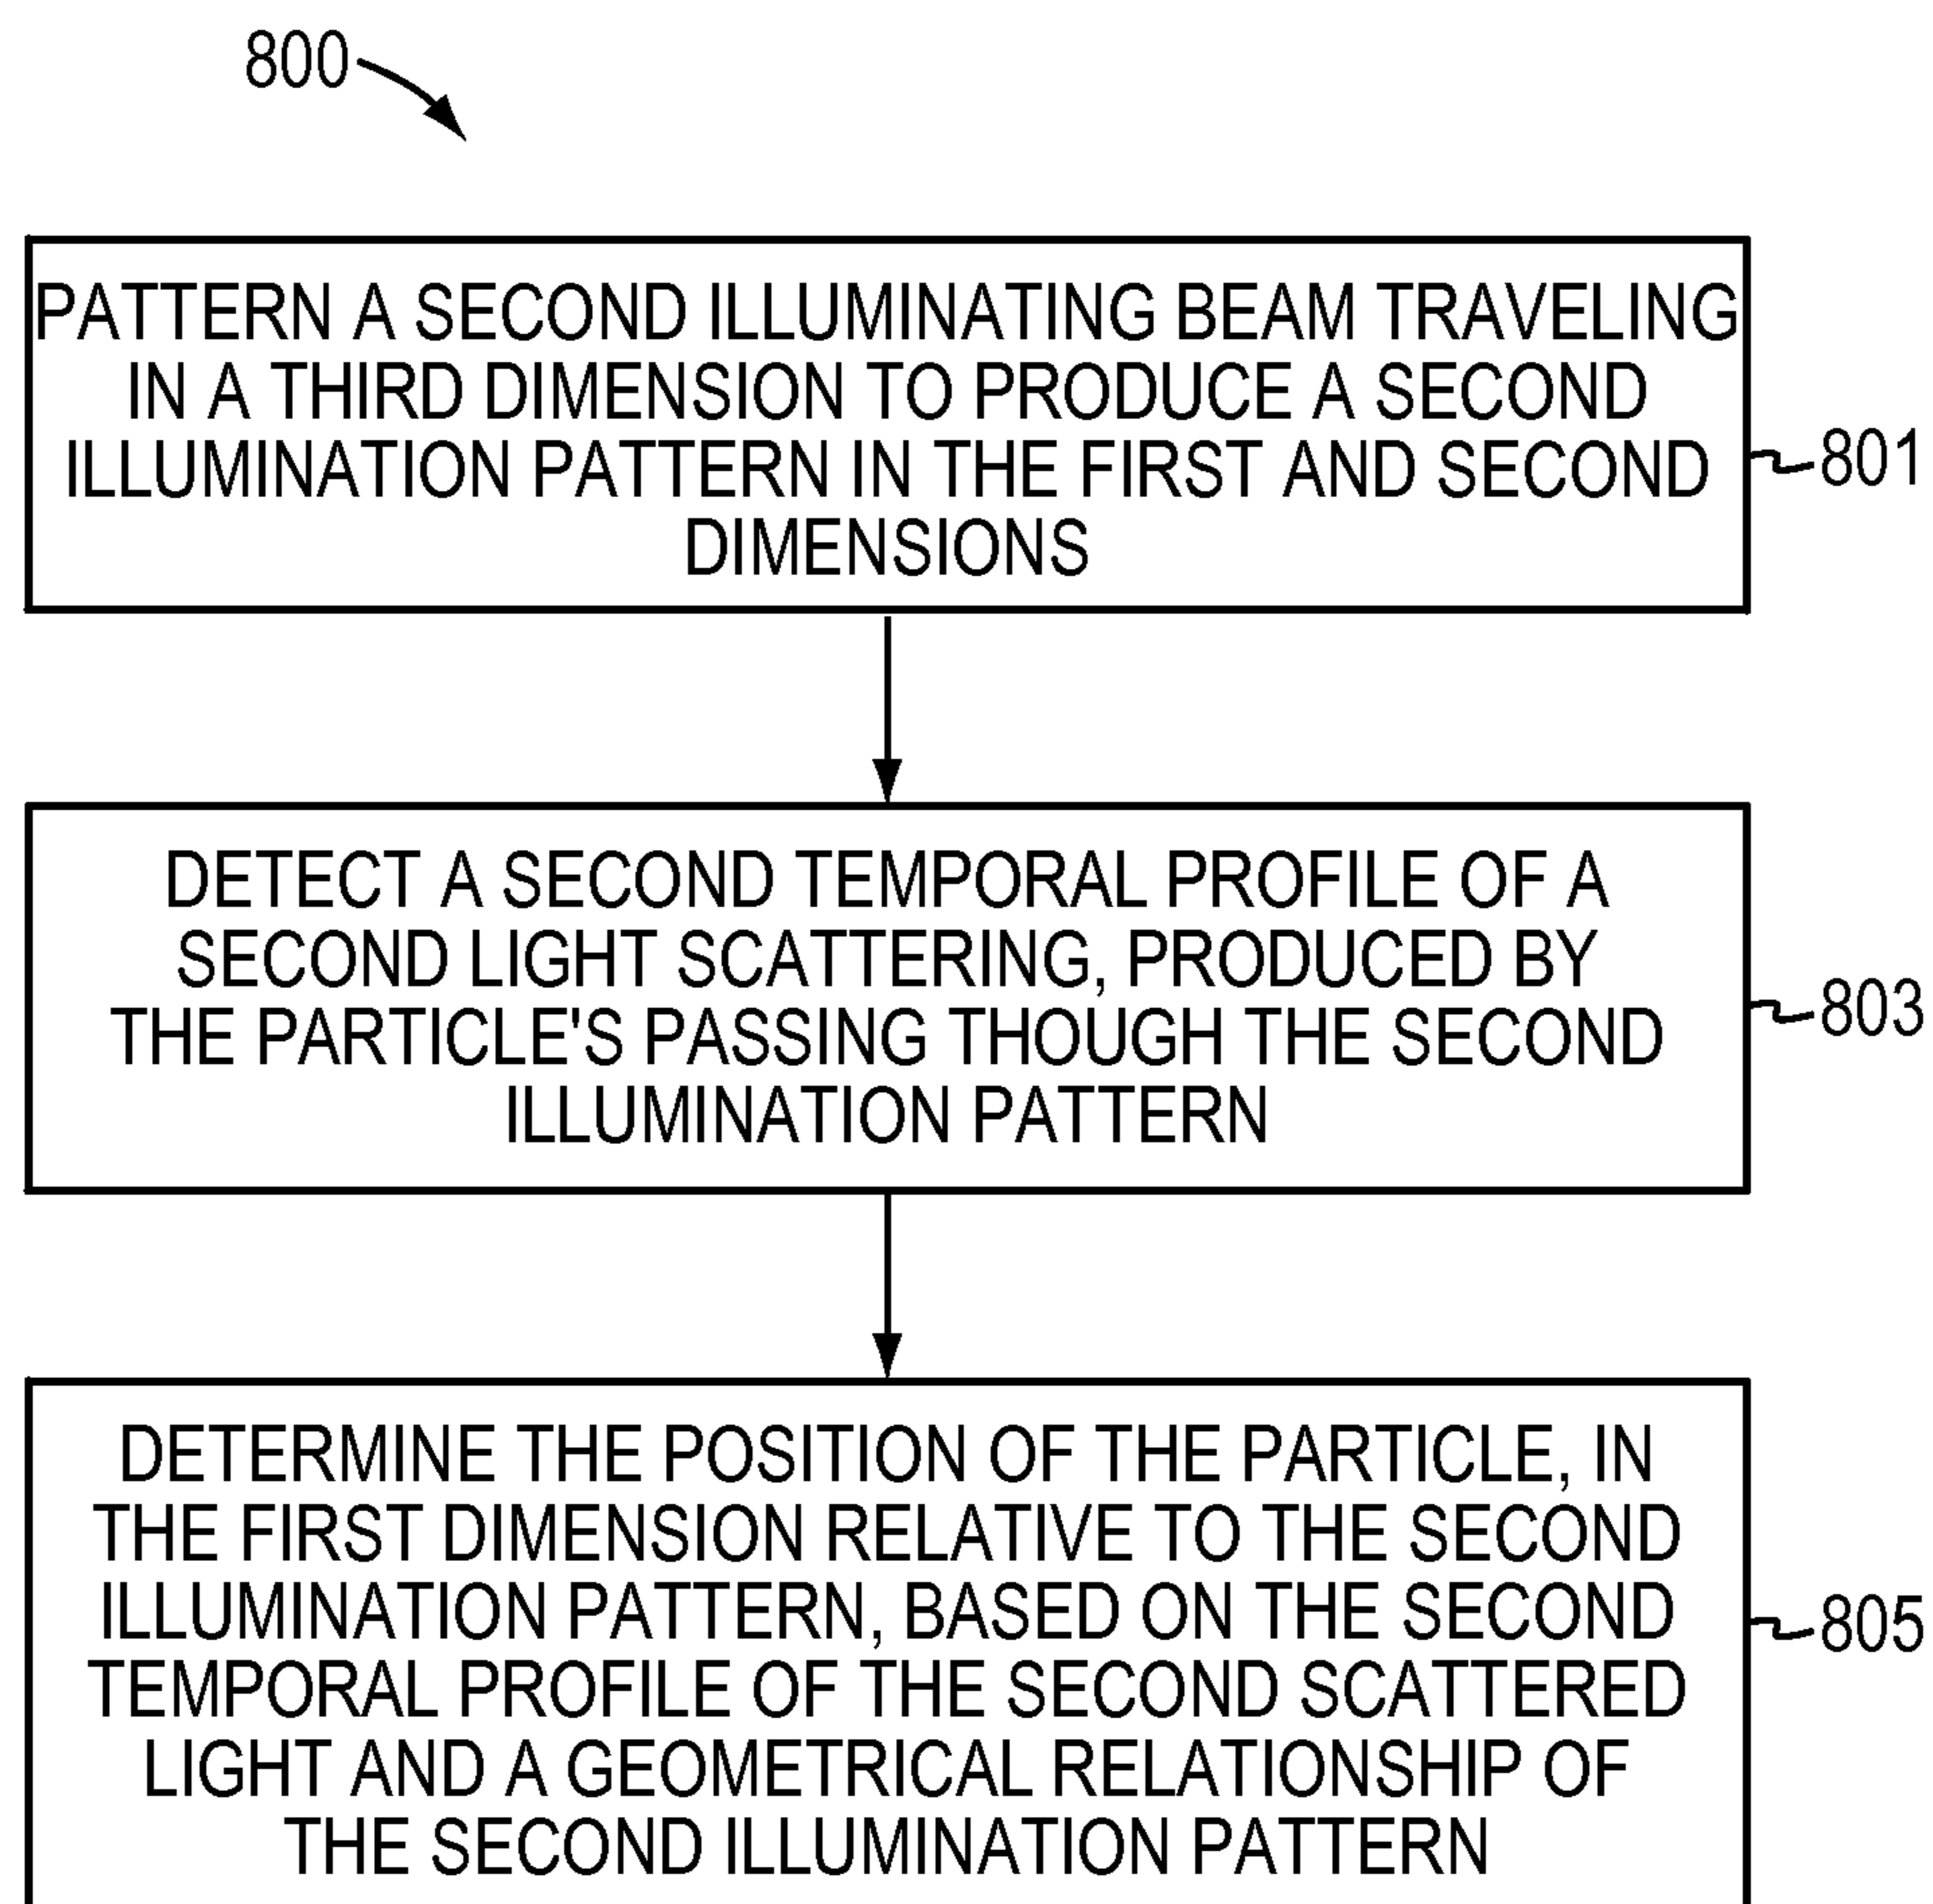 800
PATTERN A SECOND ILLUMINATING BEAM TRAVELING
IN A THIRD DIMENSION TO PRODUCE A SECOND
ILLUMINATION PATTERN IN THE FIRST AND SECOND
DIMENSIONS
801
DETECT A SECOND TEMPORAL PROFILE OF A
SECOND LIGHT SCATTERING, PRODUCED BY
THE PARTICLE'S PASSING THOUGH THE SECOND
ILLUMINATION PATTERN
803
DETERMINE THE POSITION OF THE PARTICLE, IN
THE FIRST DIMENSION RELATIVE TO THE SECOND
ILLUMINATION PATTERN, BASED ON THE SECOND
TEMPORAL PROFILE OF THE SECOND SCATTERED
LIGHT AND A GEOMETRICAL RELATIONSHIP OF
THE SECOND ILLUMINATION PATTERN
805